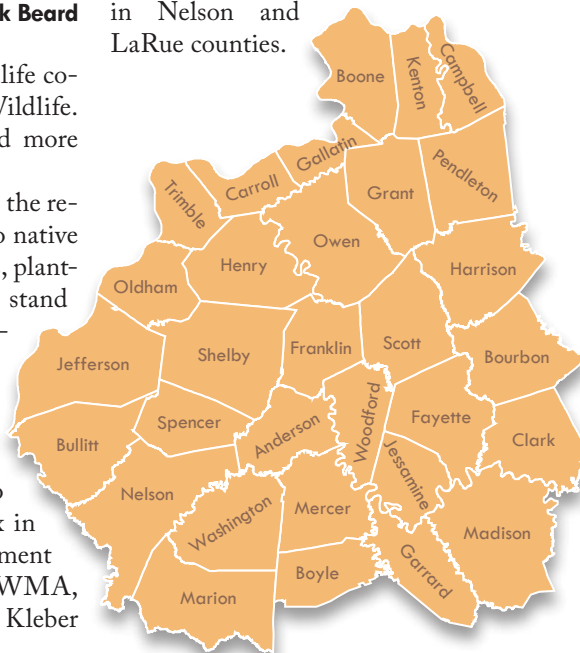 k Beard
life co-
Wildlife.
d more
the re-
o native
, plant-
stand
–
o
x in
ment
WMA,
Kleber
in Nelson and
LaRue counties.
Boone
Kenton
Campbell
Gallatin
Carroll
Trimble
Grant
Pendleton
Owen
Henry
Oldham
Harrison
Jefferson
Shelby
Franklin
Scott
Bourbon
Spencer
Anderson
Woodford
Fayette
Clark
Bullitt
Nelson
Washington
Mercer
Jessamine
Madison
Boyle
Garrard
Marion